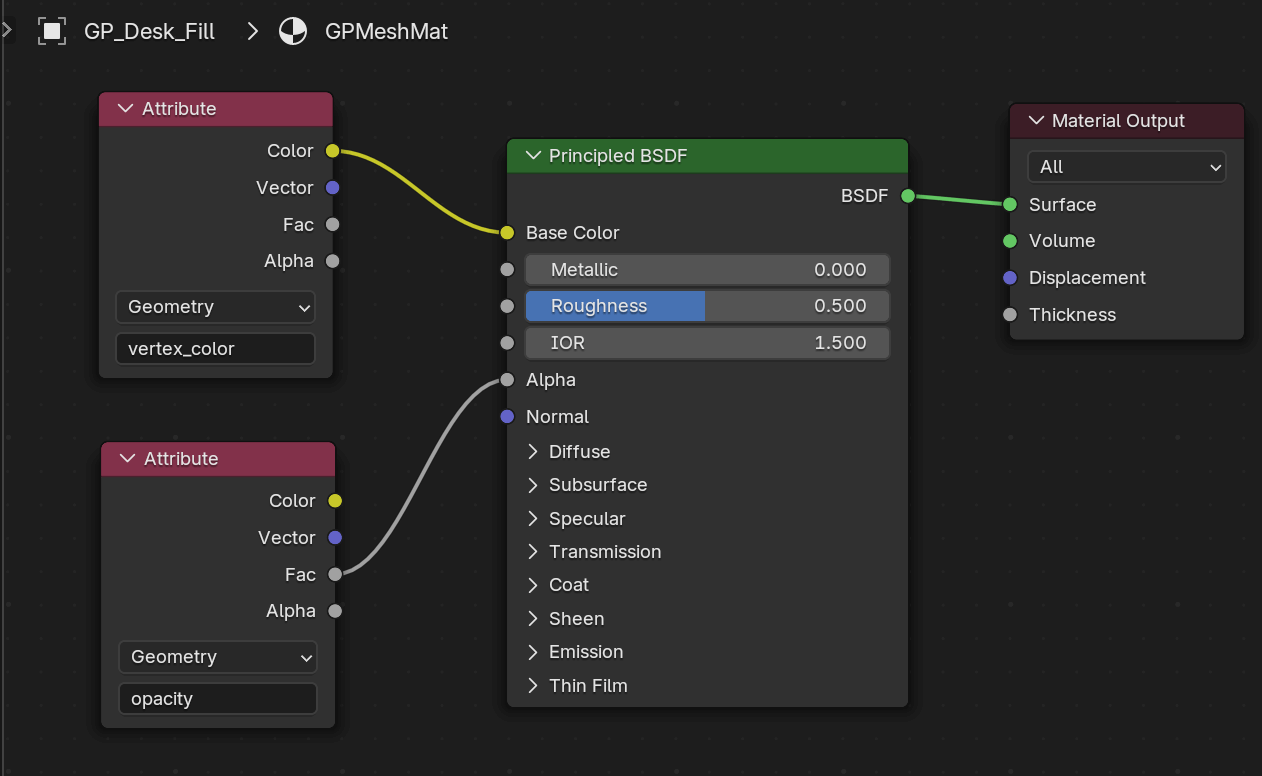 GP_Desk_Fill > GPMeshMat
Attribute
Color
Vector
Fac
Alpha
Geometry
vertex_color
Attribute
Color
Vector
Fac
Alpha
Geometry
opacity
Principled BSDF
BSDF
Base Color
Metallic 0.000
Roughness 0.500
IOR 1.500
Alpha
Normal
Diffuse
Subsurface
Specular
Transmission
Coat
Sheen
Emission
Thin Film
Material Output
All
Surface
Volume
Displacement
Thickness